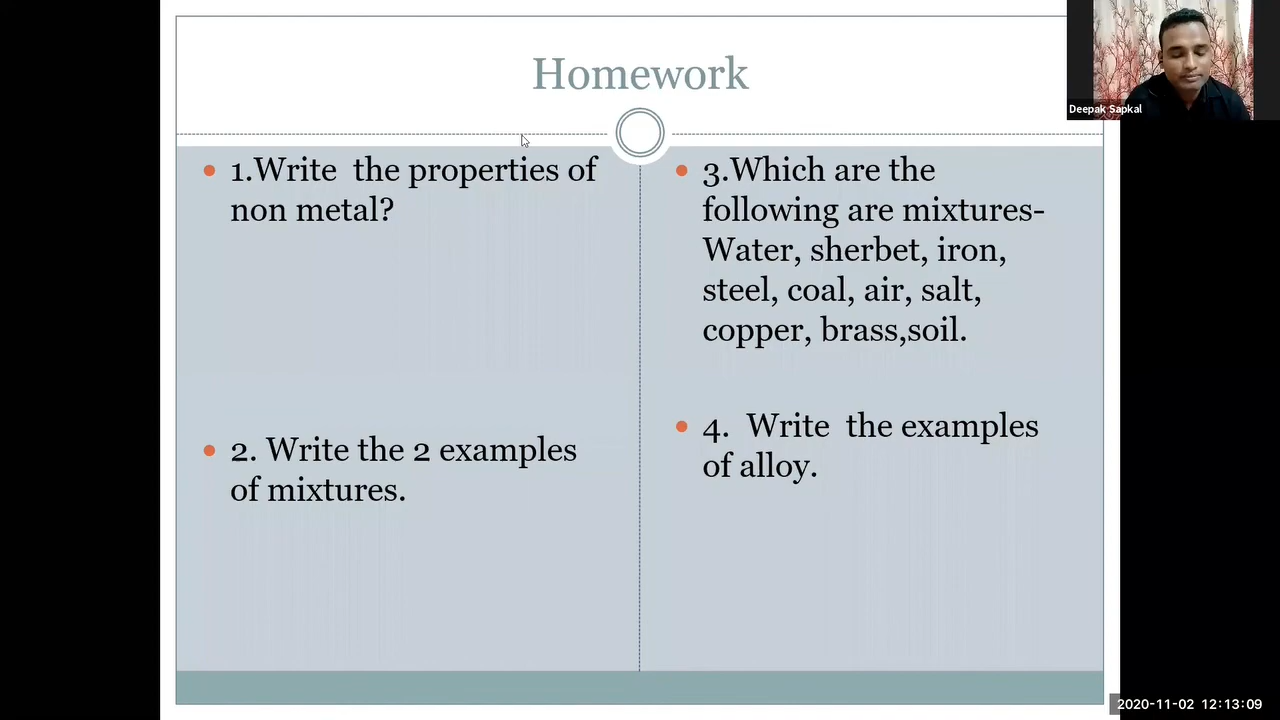 Homework
1.Write the properties of
non metal?
2. Write the 2 examples
of mixtures.
3.Which are the
following are mixtures-
Water, sherbet, iron,
steel, coal, air, salt,
copper, brass,soil.
4. Write the examples
of alloy.
Deepak Sapkal
2020-11-02 12:13:09